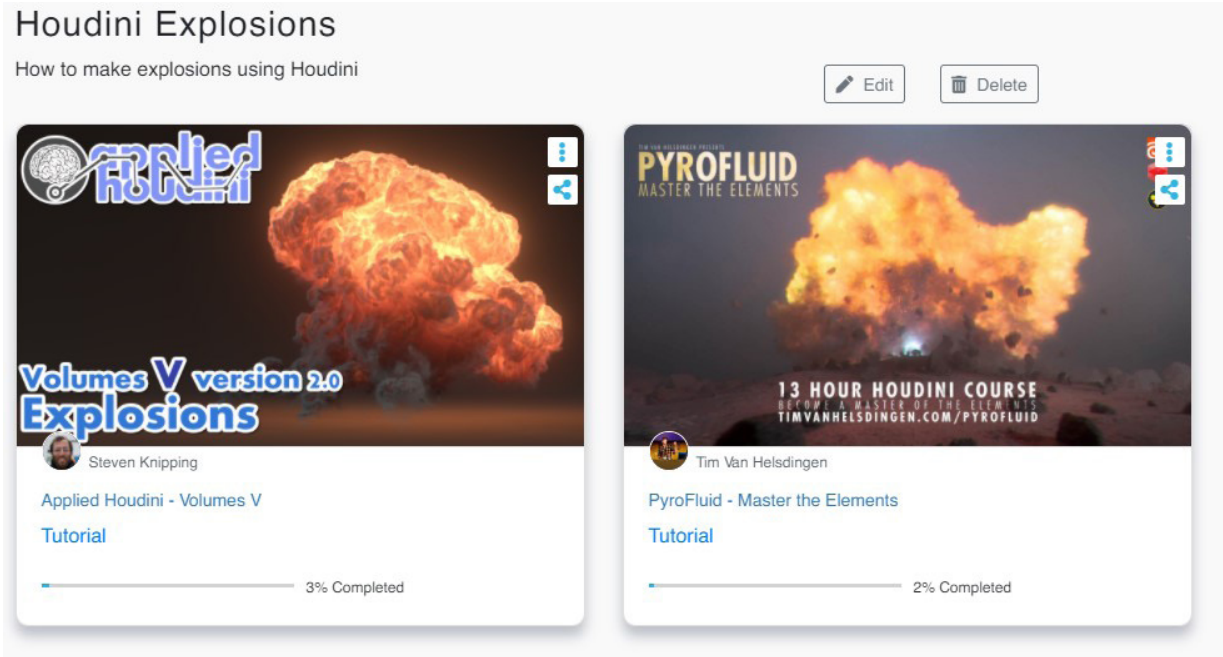 Houdini Explosions
How to make explosions using Houdini
Edit
Delete
applied
houdini
Volumes V version 2.0
Explosions
Steven Knipping
Applied Houdini - Volumes V
Tutorial
3% Completed
TIM VAN HELSDINGEN PRESENTS
PYROFLUID
MASTER THE ELEMENTS
13 HOUR HOUDINI COURSE
BECOME A MASTER OF THE ELEMENTS
TIMVANHELSDINGEN.COM/PYROFLUID
Tim Van Helsdingen
PyroFluid - Master the Elements
Tutorial
2% Completed